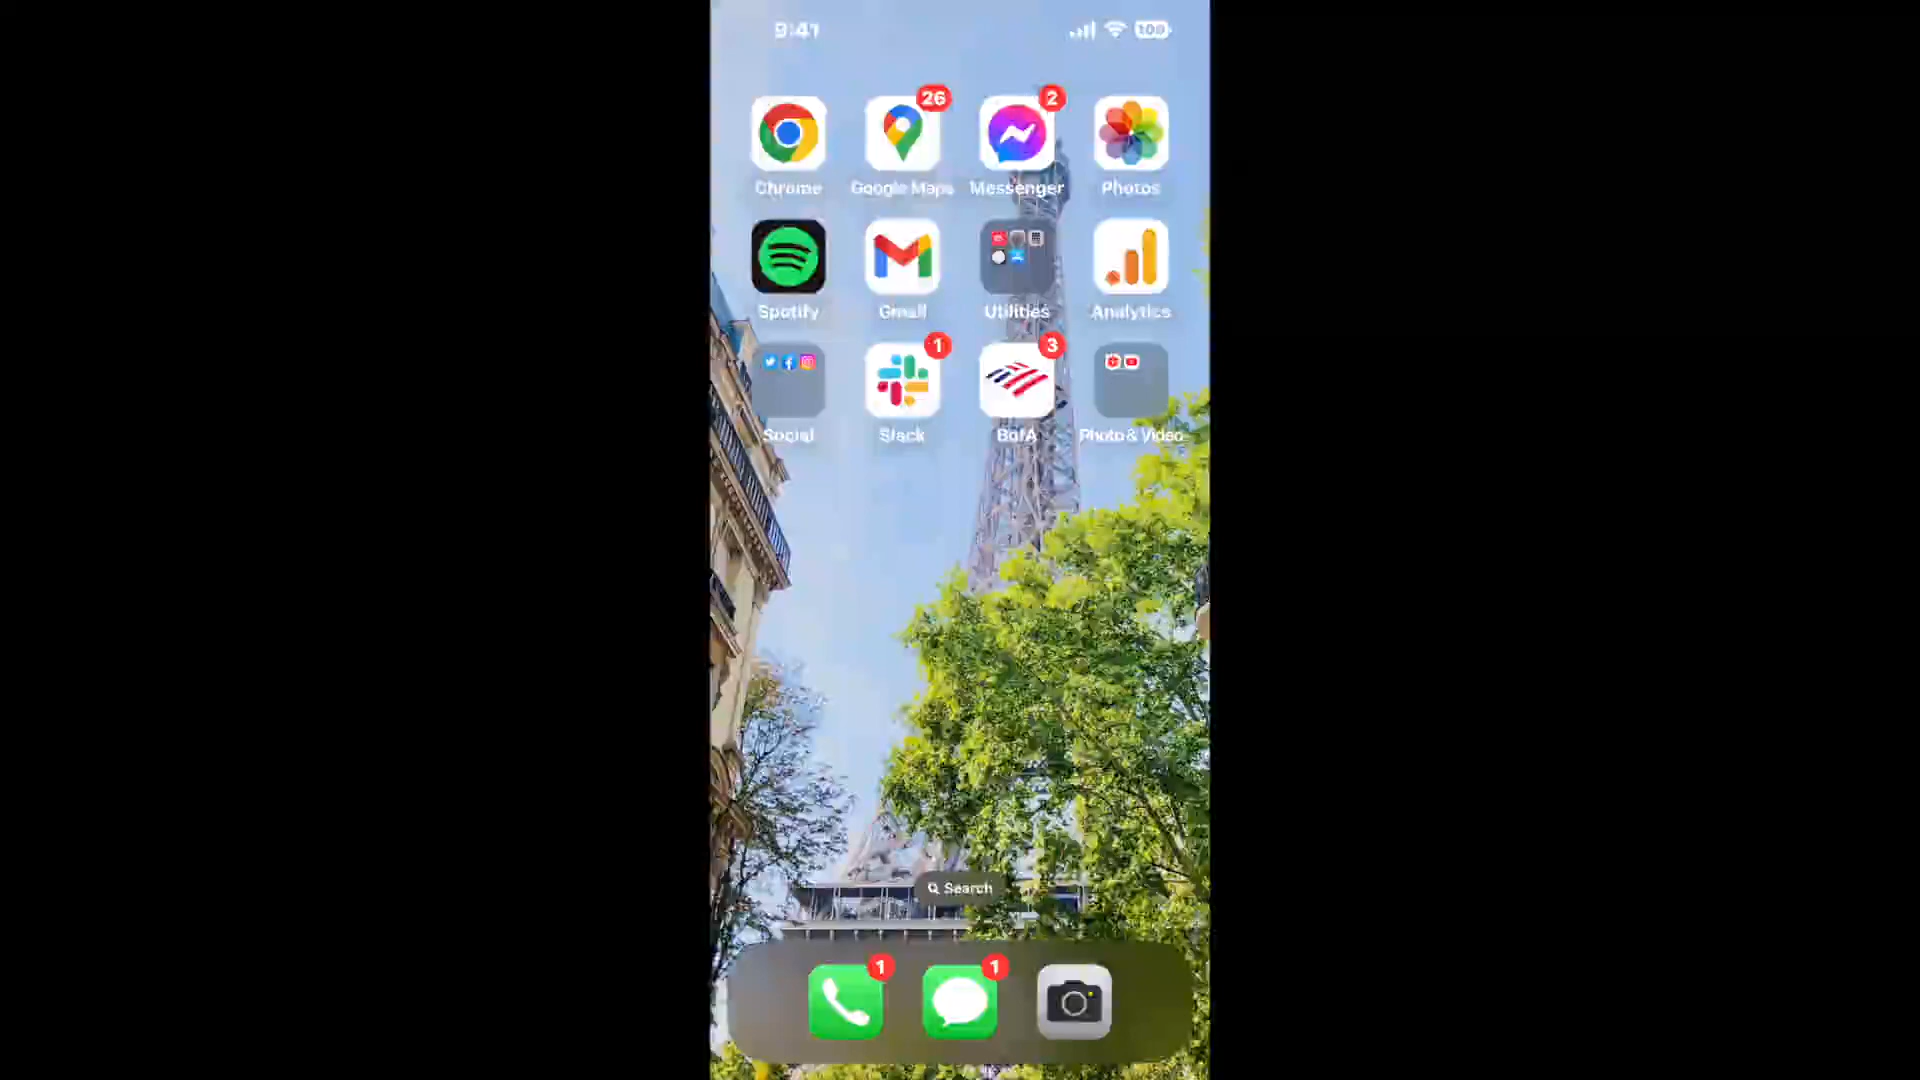 9:41
100
26
2
Chrome
Google Maps
Messenger
Photos
Spotify
Gmail
Utilities
Analytics
1
3
Social
Slack
BofA
Photo & Video
Search
1
1